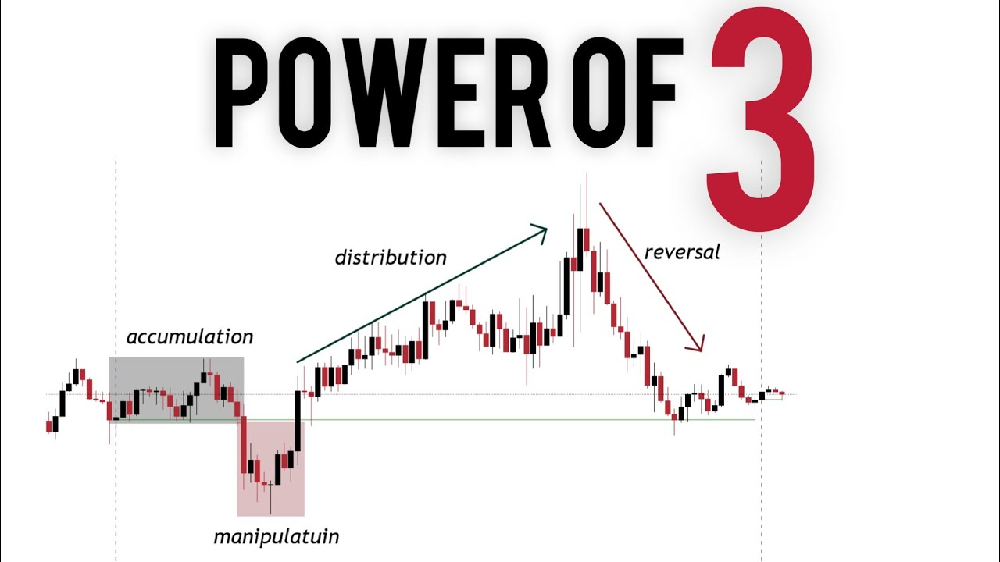 POWER OF 3
distribution
reversal
accumulation
manipulatuin